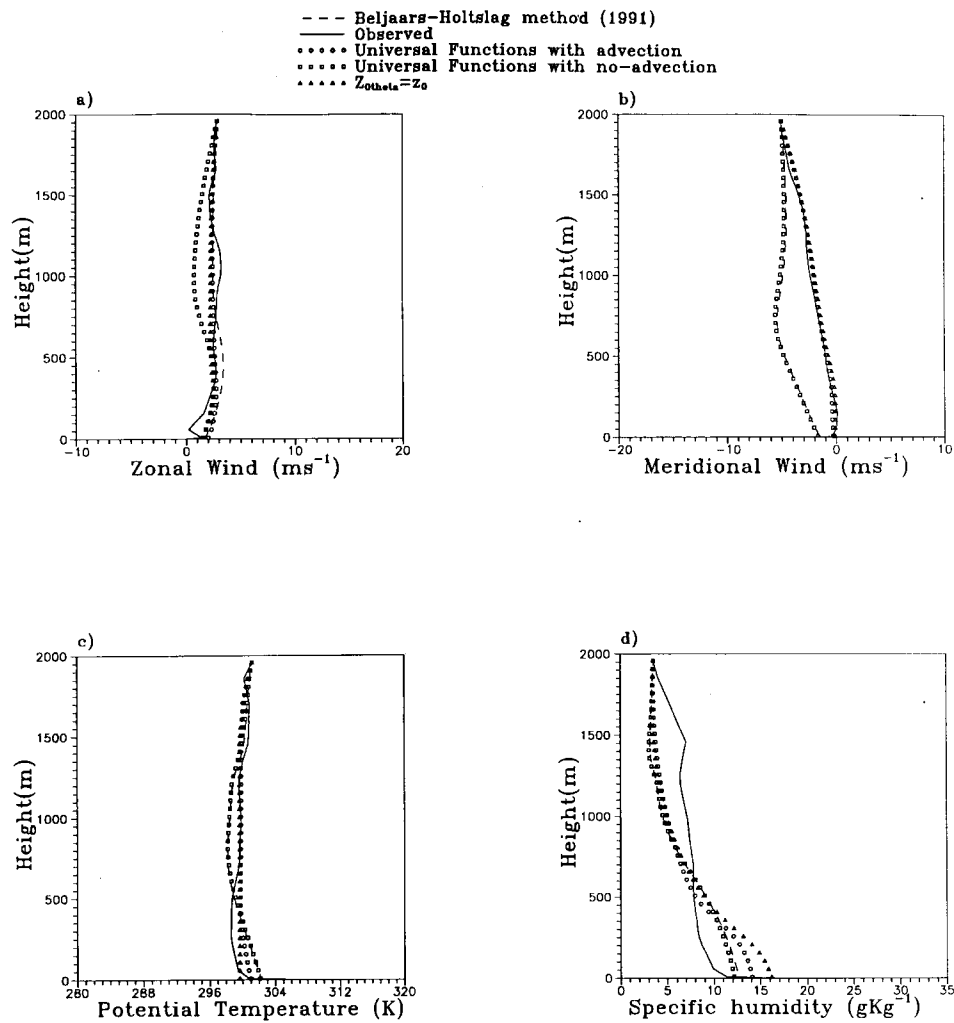 Beljaars-Holtslag method (1991)
Observed
Universal Functions with advection
Universal Functions with no-advection
Z0theta=z0
a)
2000
1500
1000
500
0
Height(m)
-10 0 10 20
Zonal Wind (ms-1)
b)
2000
1500
1000
500
0
Height(m)
-20 -10 0 10
Meridional Wind (ms-1)
c)
2000
1500
1000
500
0
Height(m)
280 288 296 304 312 320
Potential Temperature (K)
d)
2000
1500
1000
500
0
Height(m)
0 5 10 15 20 25 30 35
Specific humidity (gKg-1)